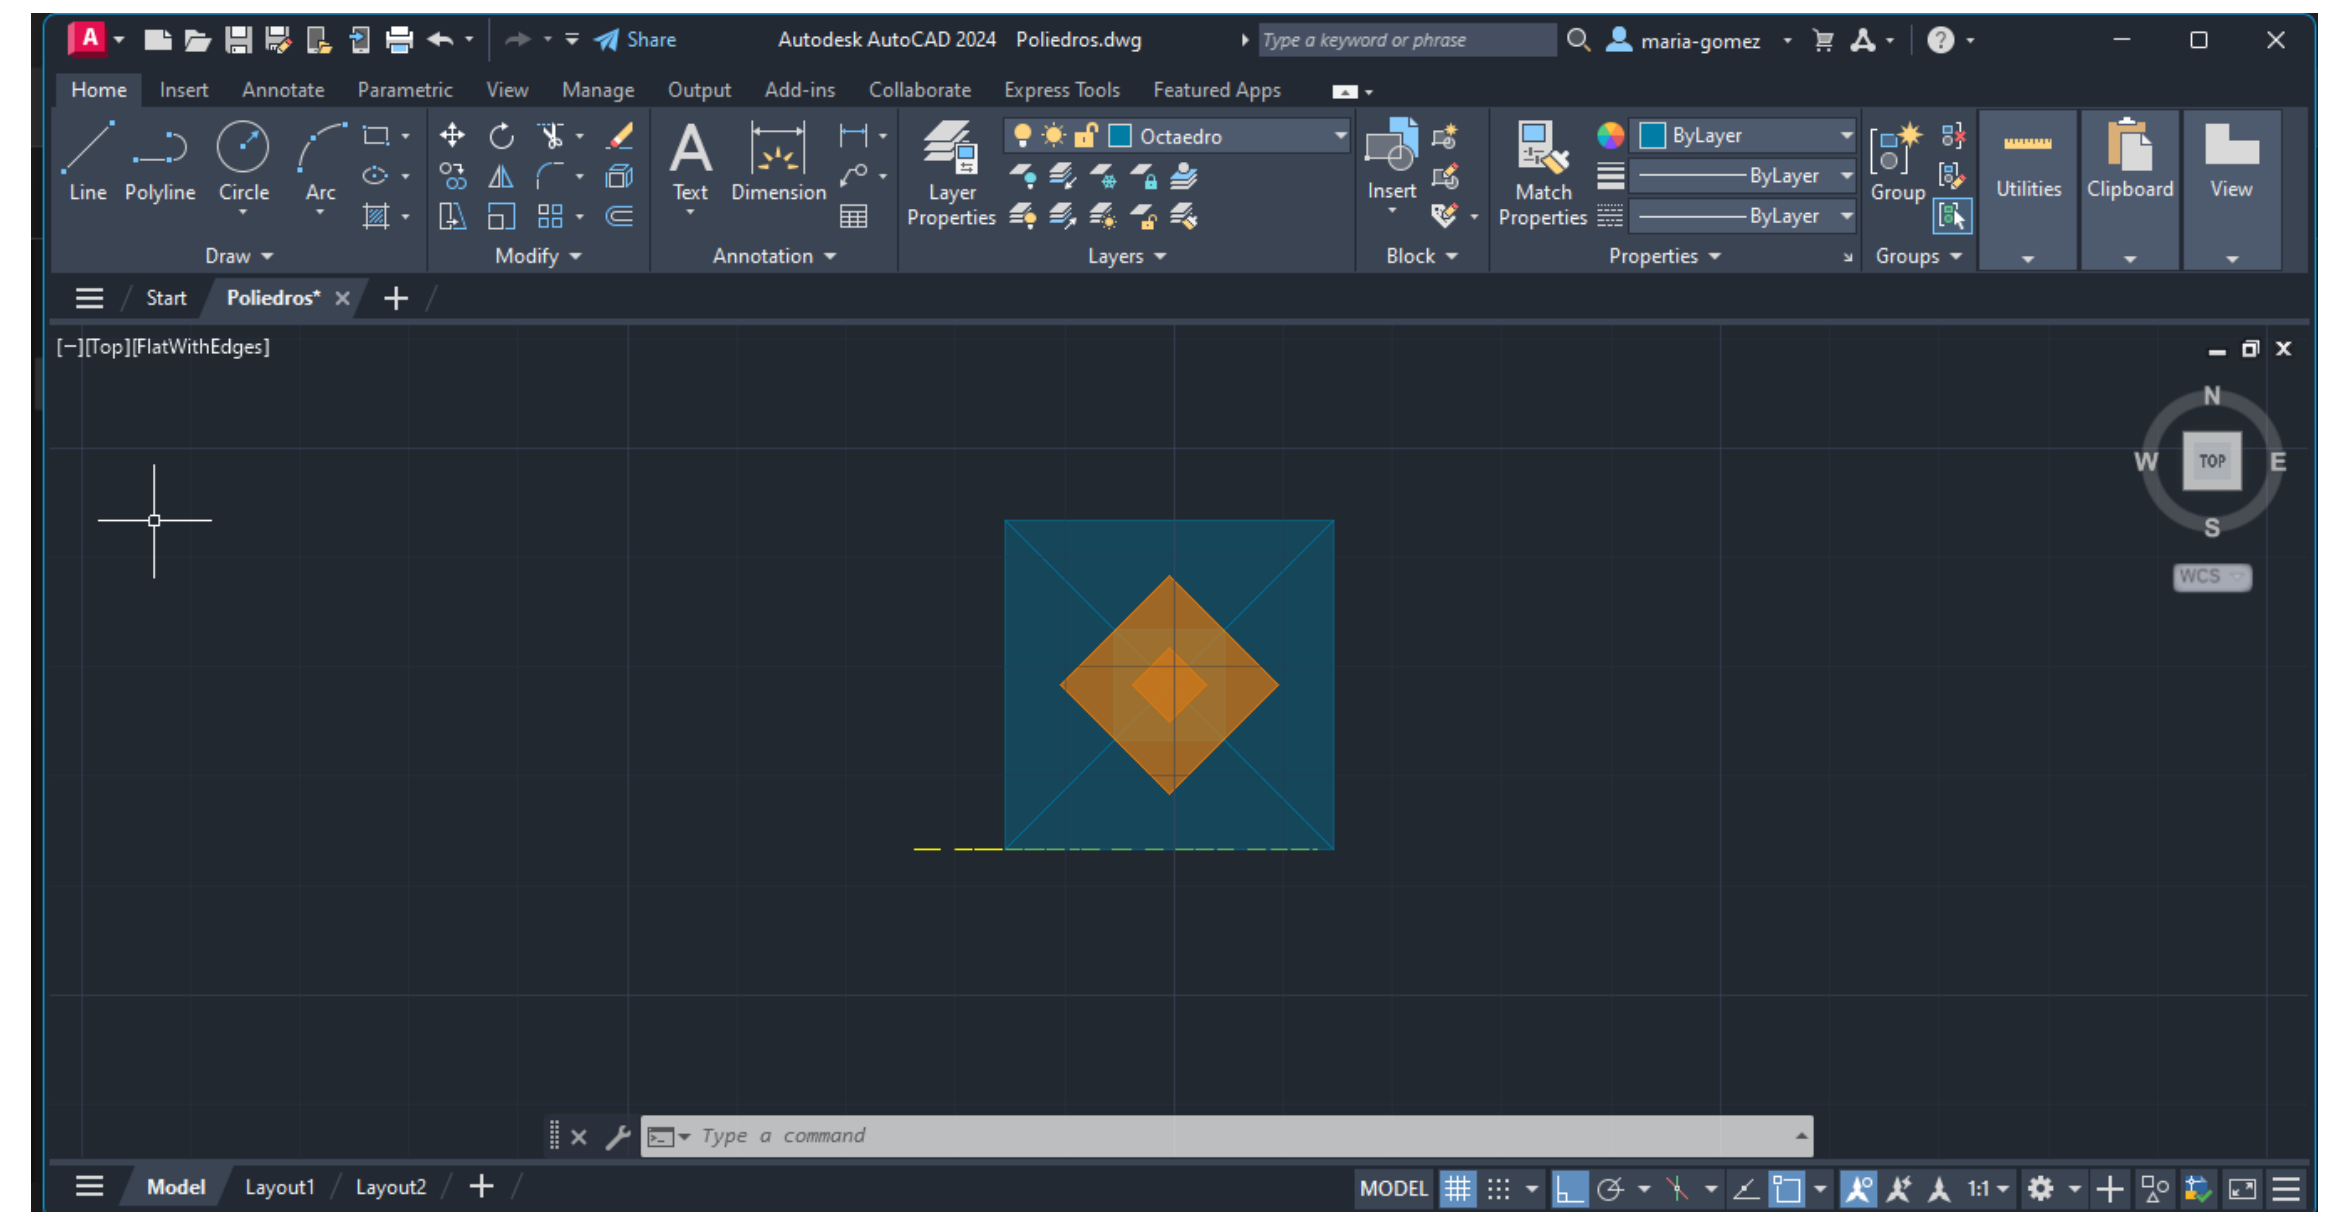 A Share Autodesk AutoCAD 2024 Poliedros.dwg Type a keyword or phrase maria-gomez ?
Home Insert Annotate Parametric View Manage Output Add-ins Collaborate Express Tools Featured Apps
Octaedro ByLayer
Line Polyline Circle Arc A Text Dimension Layer Properties Insert Match Properties ByLayer Group Utilities Clipboard View
ByLayer
Draw Modify Annotation Layers Block Properties Groups
Start Poliedros*
[−][Top][FlatWithEdges]
N
W TOP E
S
WCS
Type a command
Model Layout1 Layout2 MODEL 1:1